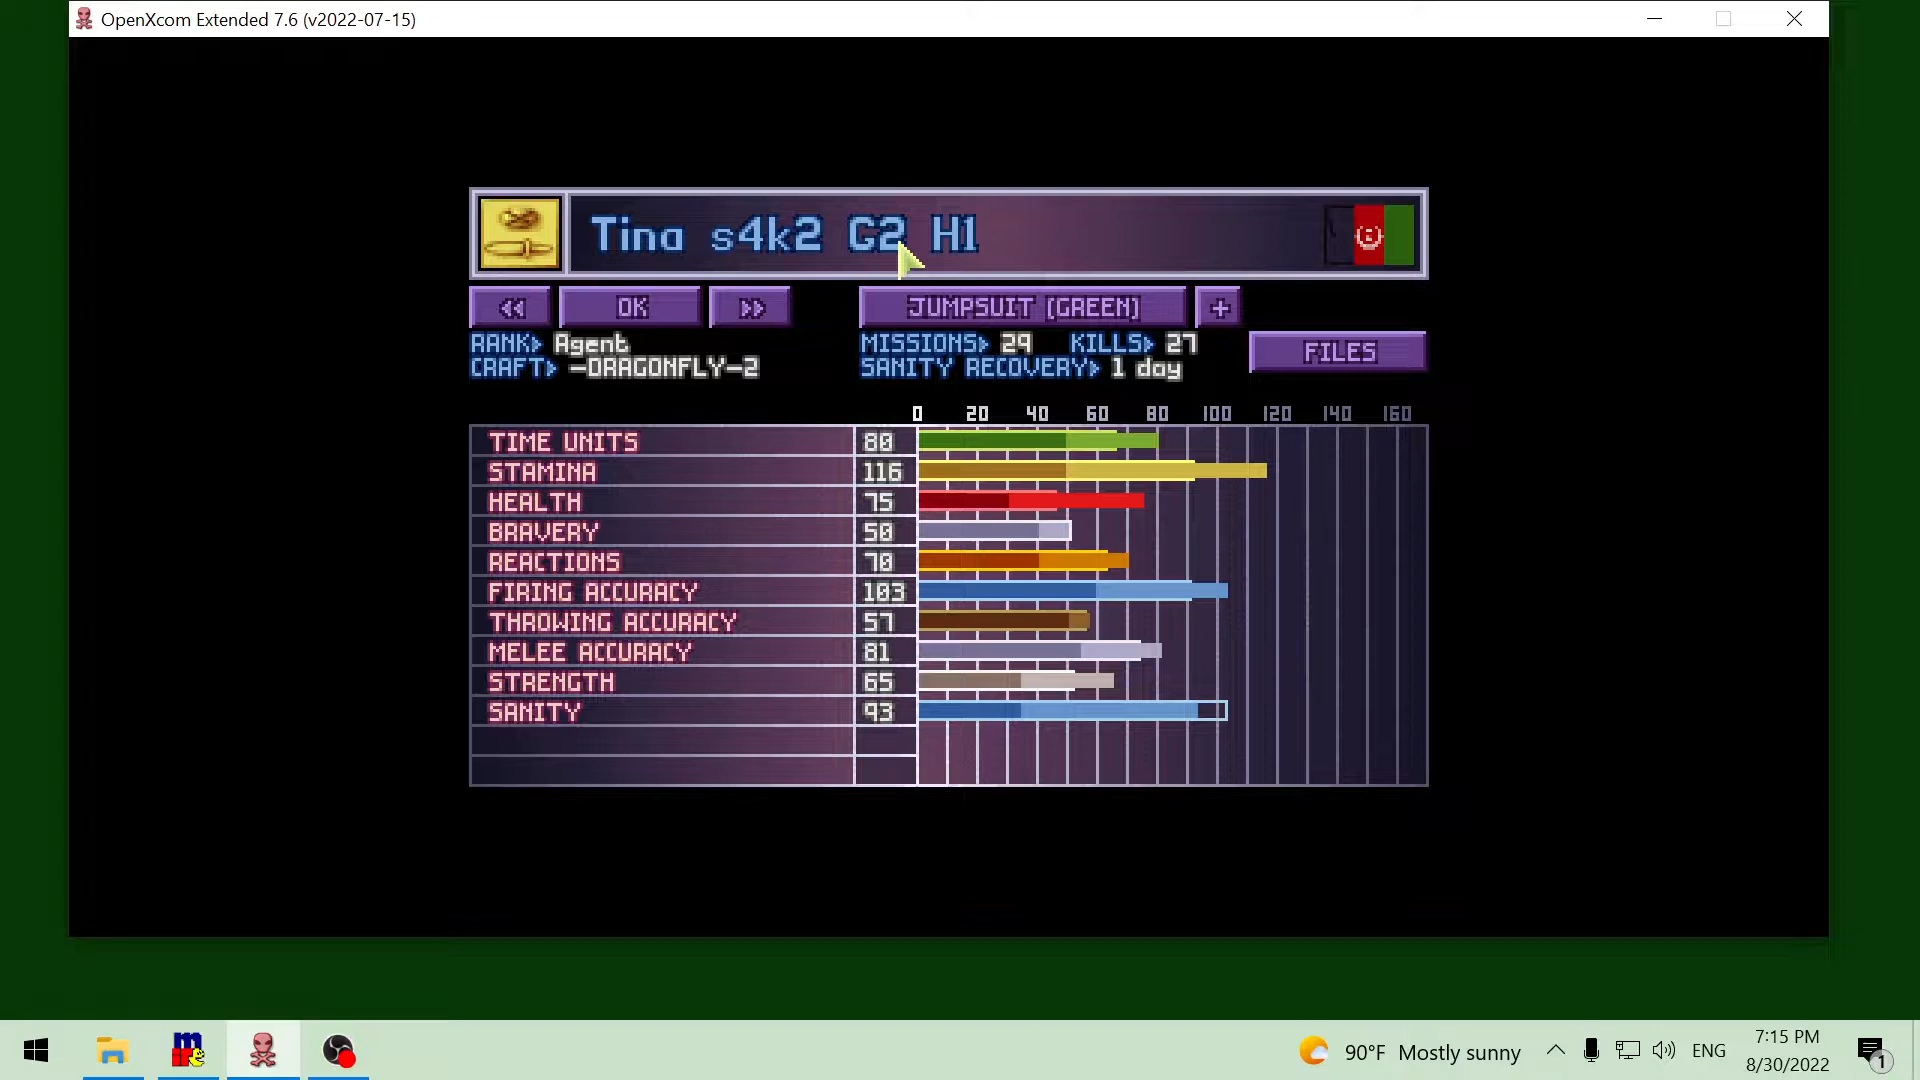 OpenXcom Extended 7.6 (v2022-07-15)
Tina s4k2 G2 H1
OK
JUMPSUIT [GREEN]
+
RANK> Agent
MISSIONS> 29 KILLS> 27
FILES
CRAFT> -DRAGONFLY-2
SANITY RECOVERY> 1 day
0 20 40 60 80 100 120 140 160
TIME UNITS 80
STAMINA 116
HEALTH 75
BRAVERY 50
REACTIONS 70
FIRING ACCURACY 103
THROWING ACCURACY 57
MELEE ACCURACY 81
STRENGTH 65
SANITY 93
90°F Mostly sunny
ENG
7:15 PM
8/30/2022
1